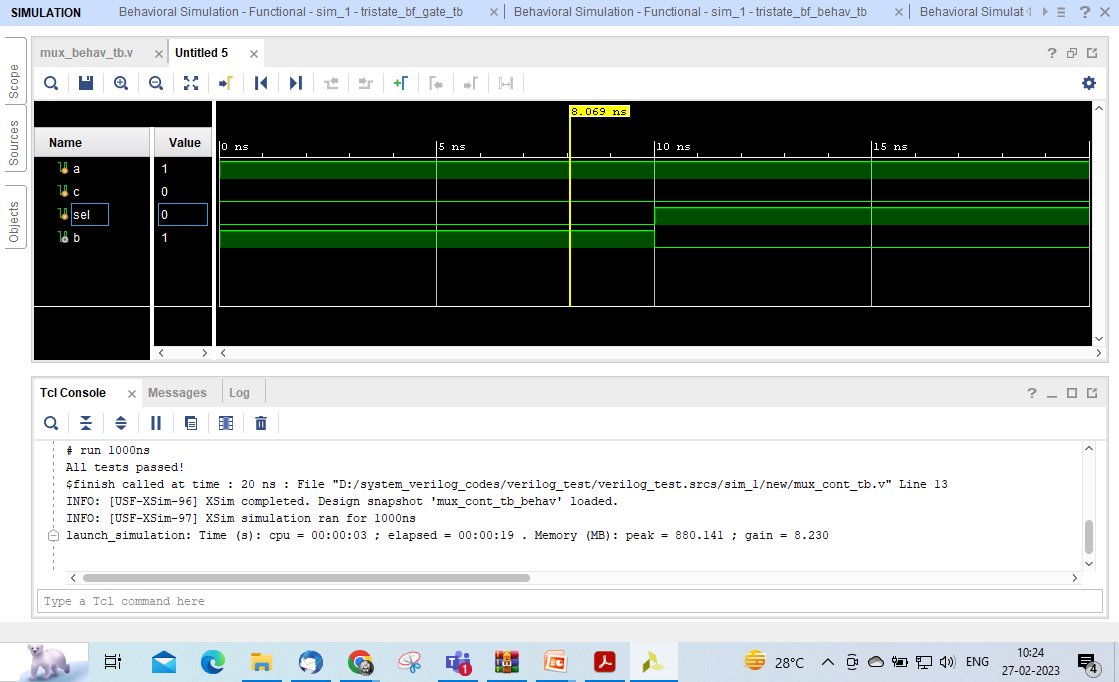 SIMULATION
Behavioral Simulation - Functional - sim_1 - tristate_bf_gate_tb
Behavioral Simulation - Functional - sim_1 - tristate_bf_behav_tb
Behavioral Simulat
Scope
Sources
Objects
mux_behav_tb.v
Untitled 5
8.069 ns
Name Value
0 ns 5 ns 10 ns 15 ns
a 1
c 0
sel 0
b 1
Tcl Console Messages Log
# run 1000ns
All tests passed!
$finish called at time : 20 ns : File "D:/system_verilog_codes/verilog_test/verilog_test.srcs/sim_1/new/mux_cont_tb.v" Line 13
INFO: [USF-XSim-96] XSim completed. Design snapshot 'mux_cont_tb_behav' loaded.
INFO: [USF-XSim-97] XSim simulation ran for 1000ns
launch_simulation: Time (s): cpu = 00:00:03 ; elapsed = 00:00:19 . Memory (MB): peak = 880.141 ; gain = 8.230
Type a Tcl command here
1
28°C
ENG
10:24
27-02-2023
4